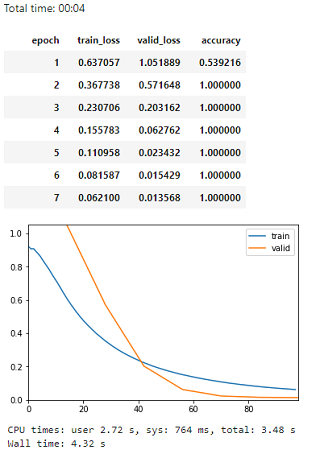 Total time: 00:04
epoch train_loss valid_loss accuracy
1 0.637057 1.051889 0.539216
2 0.367738 0.571648 1.000000
3 0.230706 0.203162 1.000000
4 0.155783 0.062762 1.000000
5 0.110958 0.023432 1.000000
6 0.081587 0.015429 1.000000
7 0.062100 0.013568 1.000000
train
valid
1.0
0.8
0.6
0.4
0.2
0.0
0 20 40 60 80
CPU times: user 2.72 s, sys: 764 ms, total: 3.48 s
Wall time: 4.32 s